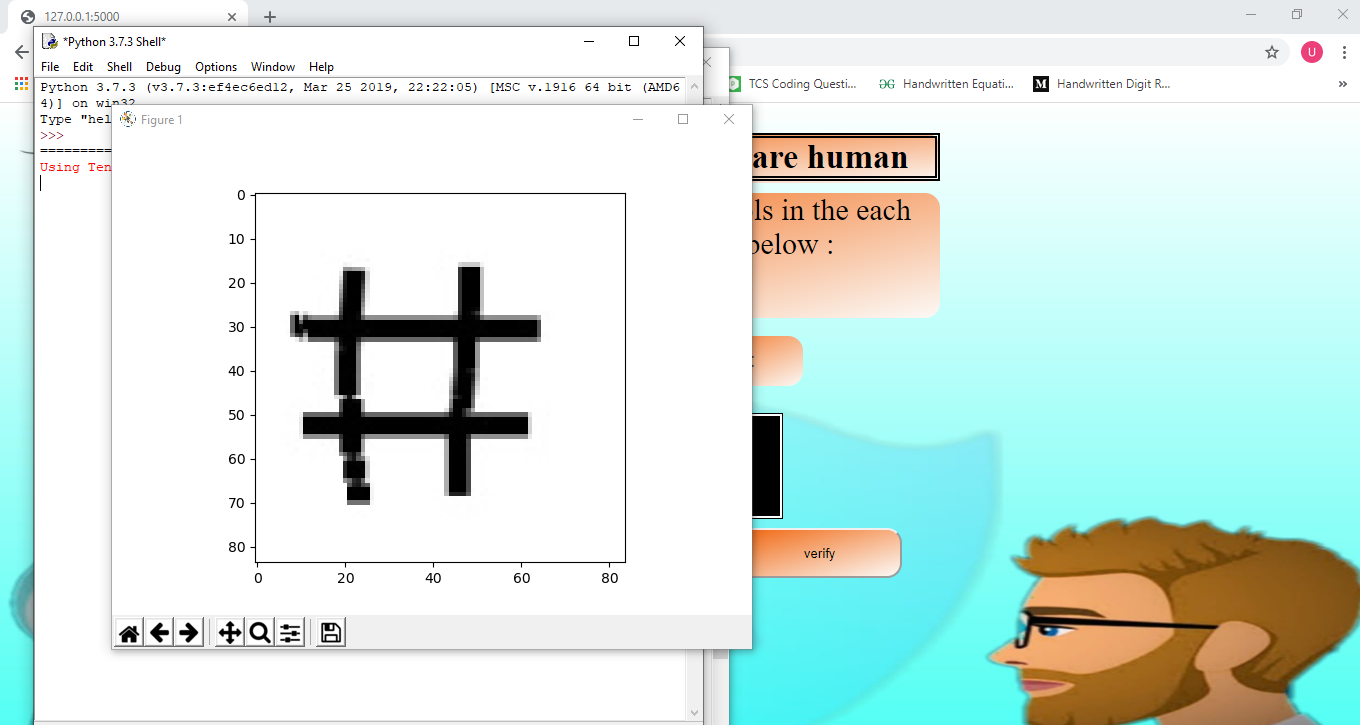 127.0.0.1:5000
*Python 3.7.3 Shell*
File Edit Shell Debug Options Window Help
U
TCS Coding Questi...
Handwritten Equati...
M Handwritten Digit R...
»
Python 3.7.3 (v3.7.3:ef4ec6ed12, Mar 25 2019, 22:22:05) [MSC v.1916 64 bit (AMD6
4)] on win32
Type "hel
>>>
===========
Using Ten
Figure 1
0
10
20
30
40
50
60
70
80
0 20 40 60 80
#
are human
ls in the each
below :
verify